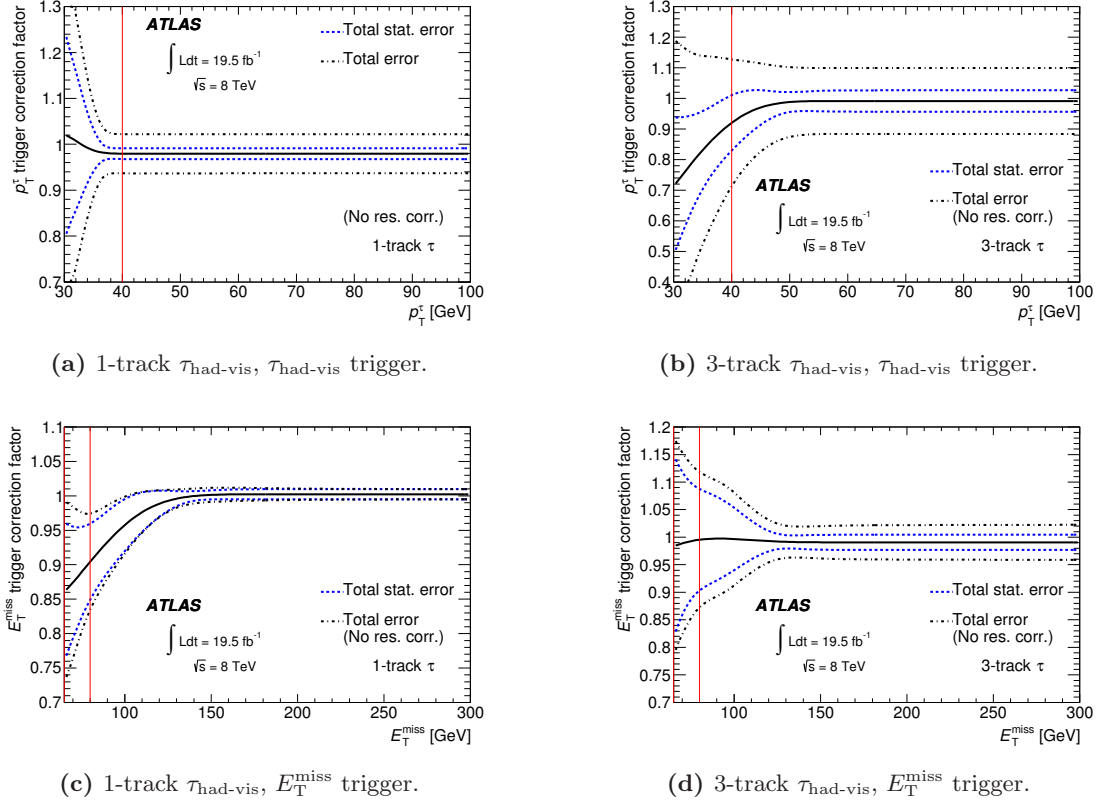 p_T^τ trigger correction factor
1.3
1.2
1.1
1
0.9
0.8
0.7
ATLAS
∫ Ldt = 19.5 fb⁻¹
√s = 8 TeV
Total stat. error
Total error
(No res. corr.)
1-track τ
30 40 50 60 70 80 90 100
p_T^τ [GeV]
(a) 1-track τ_had-vis, τ_had-vis trigger.
p_T^τ trigger correction factor
1.3
1.2
1.1
1
0.9
0.8
0.7
0.6
0.5
0.4
ATLAS
∫ Ldt = 19.5 fb⁻¹
√s = 8 TeV
Total stat. error
Total error
(No res. corr.)
3-track τ
30 40 50 60 70 80 90 100
p_T^τ [GeV]
(b) 3-track τ_had-vis, τ_had-vis trigger.
E_T^miss trigger correction factor
1.1
1.05
1
0.95
0.9
0.85
0.8
0.75
0.7
ATLAS
∫ Ldt = 19.5 fb⁻¹
√s = 8 TeV
Total stat. error
Total error
(No res. corr.)
1-track τ
100 150 200 250 300
E_T^miss [GeV]
(c) 1-track τ_had-vis, E_T^miss trigger.
E_T^miss trigger correction factor
1.2
1.15
1.1
1.05
1
0.95
0.9
0.85
0.8
0.75
0.7
ATLAS
∫ Ldt = 19.5 fb⁻¹
√s = 8 TeV
Total stat. error
Total error
(No res. corr.)
3-track τ
100 150 200 250 300
E_T^miss [GeV]
(d) 3-track τ_had-vis, E_T^miss trigger.